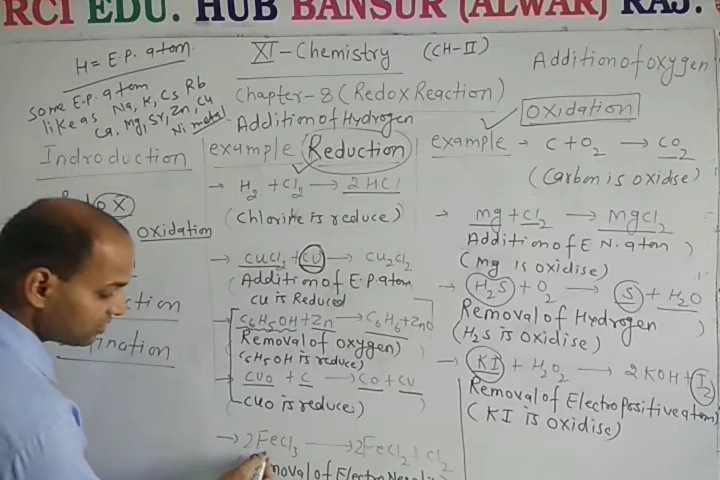 RCI EDU. HUB BANSUR (ALWAR) RAJ.
H = E.P. atom
some E.P. atom
like as Na, K, Cs Rb
Ca, Mg, Sr, Zn, Cu
Ni metal
XI-Chemistry (CH-II)
Chapter-8 (Redox Reaction)
Indroduction
OX
oxidation
Addition of Hydrogen
example Reduction
→ H₂ + Cl₂ → 2HCl
(Chlorine is reduce)
→ CuCl₂ + Cu → Cu₂Cl₂
(Addition of E.P. atom
Cu is Reduced
→ C₆H₅OH + Zn → C₆H₆ + ZnO
(Removal of oxygen)
C₆H₅OH is reduce)
→ CuO + C → CO + Cu
(CuO is reduces)
→ 2FeCl₃ → 2FeCl₂ + Cl₂
Addition of oxygen
Oxidation
example → C + O₂ → CO₂
(Carbon is oxidse)
→ Mg + Cl₂ → MgCl₂
Addition of E N. atom)
(Mg is oxidise)
→ H₂S + O₂ → S + H₂O
Removal of Hydrogen
(H₂S is oxidise)
→ KI + H₂O₂ → 2KOH + I₂
Removal of Electropositive atom)
(KI is oxidise)